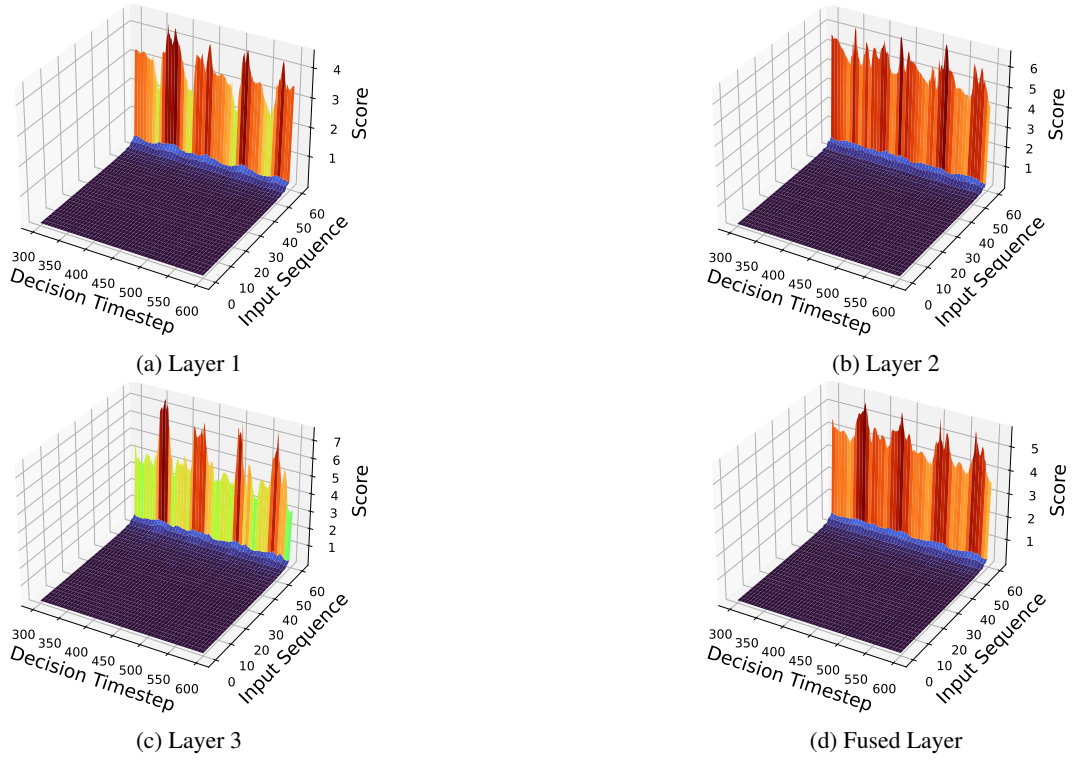 4
3
2
1
Score
300 350 400 450 500 550 600
Decision Timestep
0 10 20 30 40 50 60
Input Sequence
(a) Layer 1
6
5
4
3
2
1
Score
300 350 400 450 500 550 600
Decision Timestep
0 10 20 30 40 50 60
Input Sequence
(b) Layer 2
7
6
5
4
3
2
1
Score
300 350 400 450 500 550 600
Decision Timestep
0 10 20 30 40 50 60
Input Sequence
(c) Layer 3
5
4
3
2
1
Score
300 350 400 450 500 550 600
Decision Timestep
0 10 20 30 40 50 60
Input Sequence
(d) Fused Layer